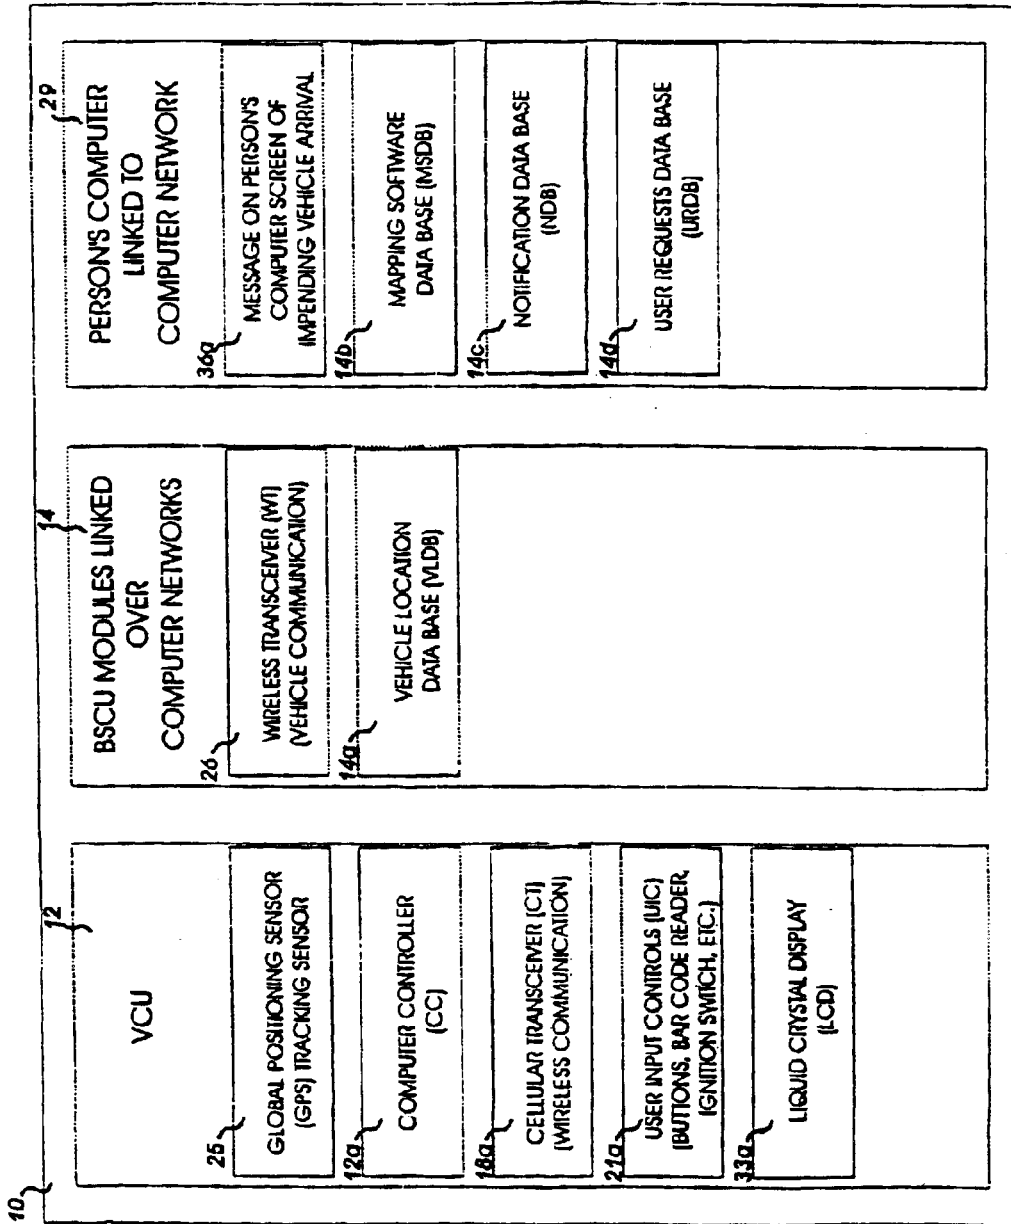 10
12
VCU
25
GLOBAL POSITIONING SENSOR
(GPS) TRACKING SENSOR
12a
COMPUTER CONTROLLER
(CC)
18a
CELLULAR TRANSCEIVER (CT)
(WIRELESS COMMUNICATION)
21a
USER INPUT CONTROLS (UIC)
(BUTTONS, BAR CODE READER,
IGNITION SWITCH, ETC.)
33a
LIQUID CRYSTAL DISPLAY
(LCD)
14
BSCU MODULES LINKED
OVER
COMPUTER NETWORKS
26
WIRELESS TRANSCEIVER (WT)
(VEHICLE COMMUNICATION)
14a
VEHICLE LOCATION
DATA BASE (VLDB)
29
PERSON'S COMPUTER
LINKED TO
COMPUTER NETWORK
36a
MESSAGE ON PERSON'S
COMPUTER SCREEN OF
IMPENDING VEHICLE ARRIVAL
14b
MAPPING SOFTWARE
DATA BASE (MSDB)
14c
NOTIFICATION DATA BASE
(NDB)
14d
USER REQUESTS DATA BASE
(URDB)